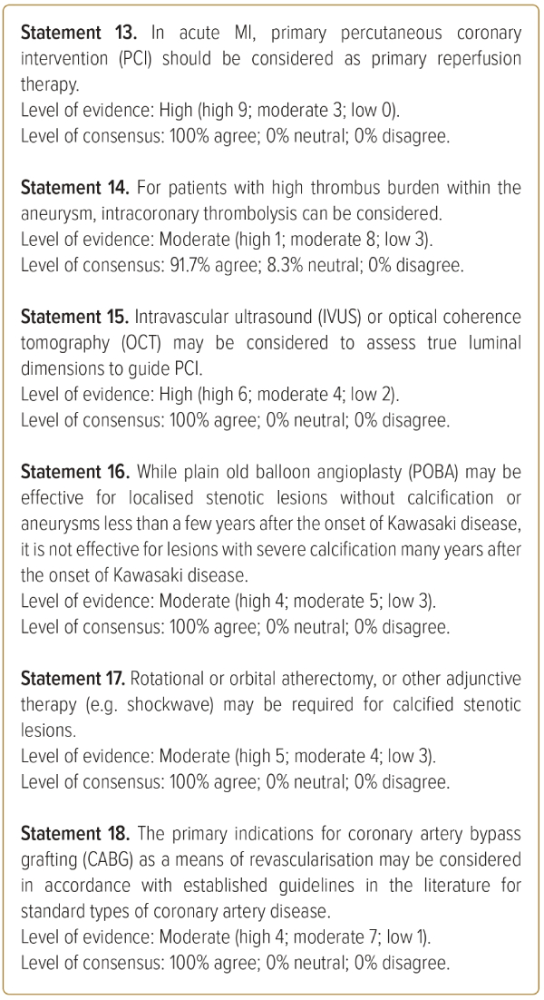 Statement 13. In acute MI, primary percutaneous coronary
intervention (PCI) should be considered as primary reperfusion
therapy.
Level of evidence: High (high 9; moderate 3; low 0).
Level of consensus: 100% agree; 0% neutral; 0% disagree.
Statement 14. For patients with high thrombus burden within the
aneurysm, intracoronary thrombolysis can be considered.
Level of evidence: Moderate (high 1; moderate 8; low 3).
Level of consensus: 91.7% agree; 8.3% neutral; 0% disagree.
Statement 15. Intravascular ultrasound (IVUS) or optical coherence
tomography (OCT) may be considered to assess true luminal
dimensions to guide PCI.
Level of evidence: High (high 6; moderate 4; low 2).
Level of consensus: 100% agree; 0% neutral; 0% disagree.
Statement 16. While plain old balloon angioplasty (POBA) may be
effective for localised stenotic lesions without calcification or
aneurysms less than a few years after the onset of Kawasaki disease,
it is not effective for lesions with severe calcification many years after
the onset of Kawasaki disease.
Level of evidence: Moderate (high 4; moderate 5; low 3).
Level of consensus: 100% agree; 0% neutral; 0% disagree.
Statement 17. Rotational or orbital atherectomy, or other adjunctive
therapy (e.g. shockwave) may be required for calcified stenotic
lesions.
Level of evidence: Moderate (high 5; moderate 4; low 3).
Level of consensus: 100% agree; 0% neutral; 0% disagree.
Statement 18. The primary indications for coronary artery bypass
grafting (CABG) as a means of revascularisation may be considered
in accordance with established guidelines in the literature for
standard types of coronary artery disease.
Level of evidence: Moderate (high 4; moderate 7; low 1).
Level of consensus: 100% agree; 0% neutral; 0% disagree.